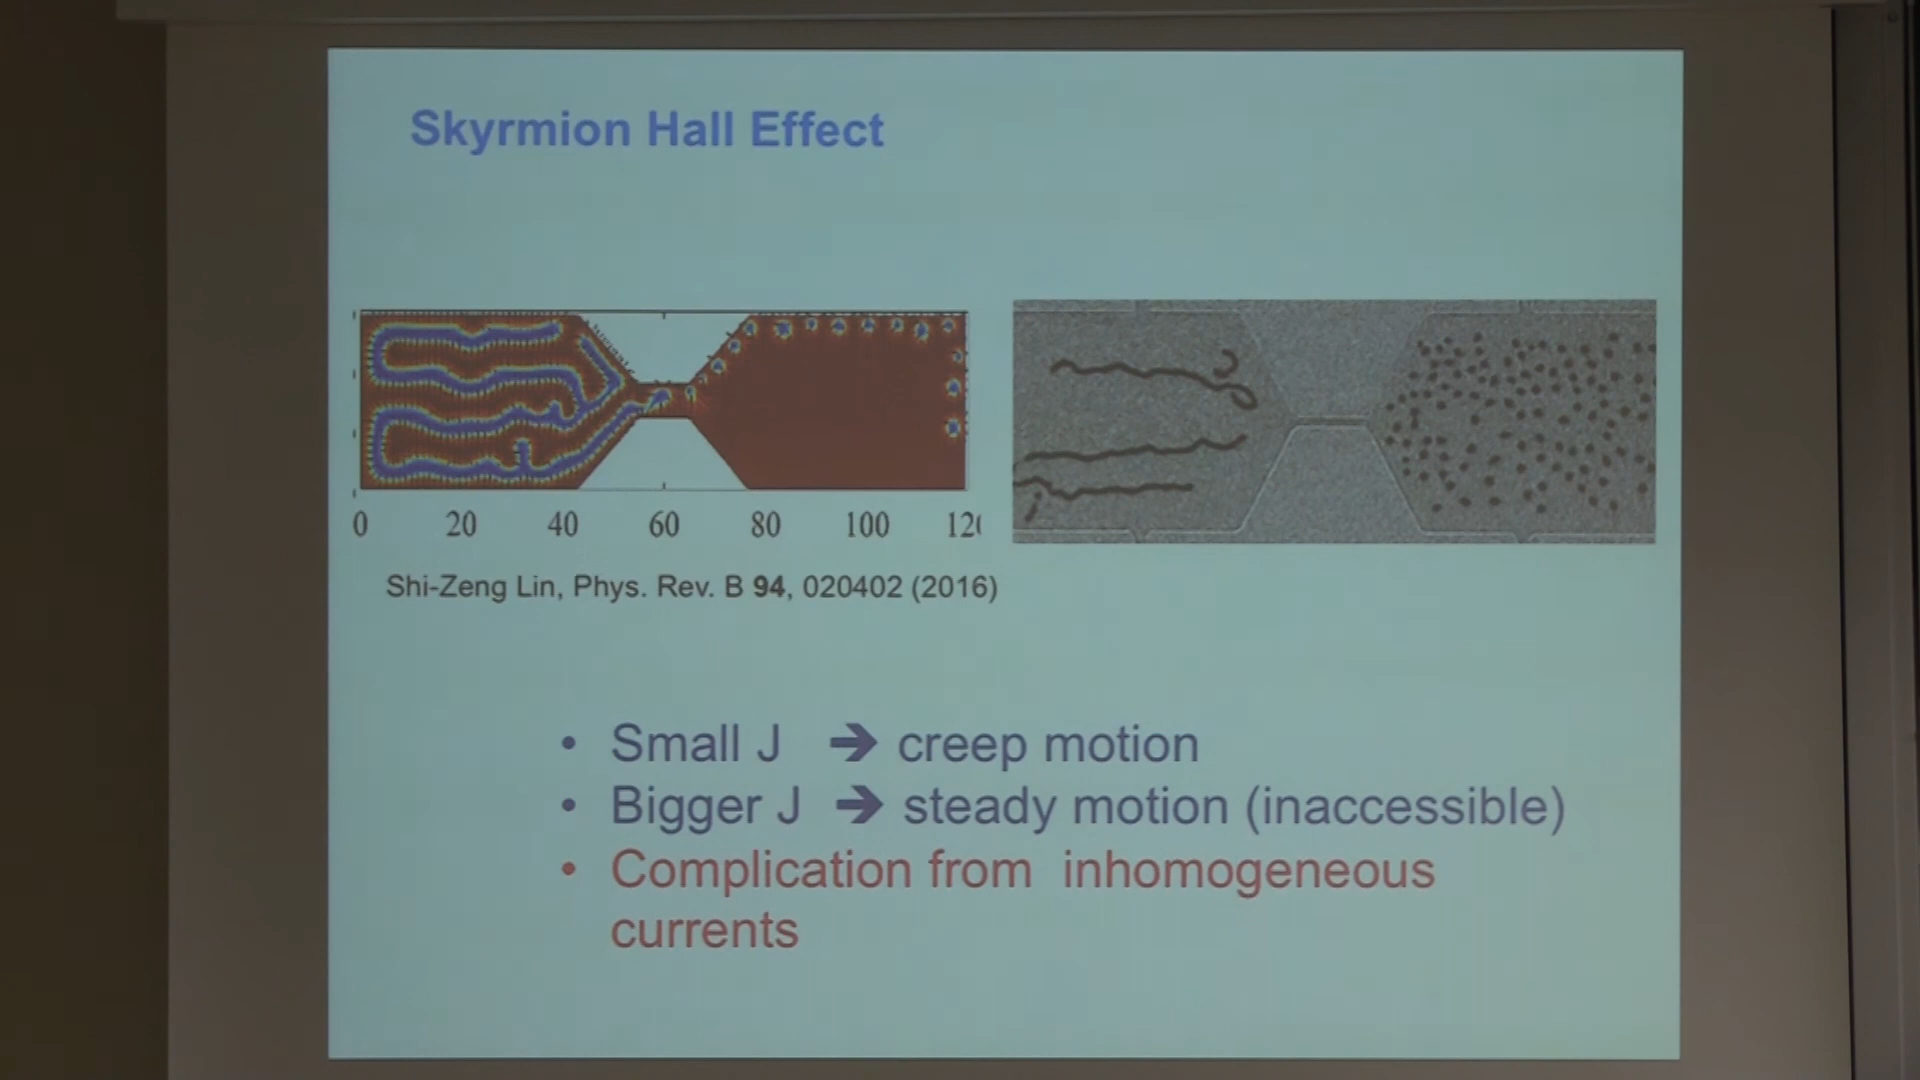 Skyrmion Hall Effect
0 20 40 60 80 100 12
Shi-Zeng Lin, Phys. Rev. B 94, 020402 (2016)
• Small J ➔ creep motion
• Bigger J ➔ steady motion (inaccessible)
• Complication from inhomogeneous
currents